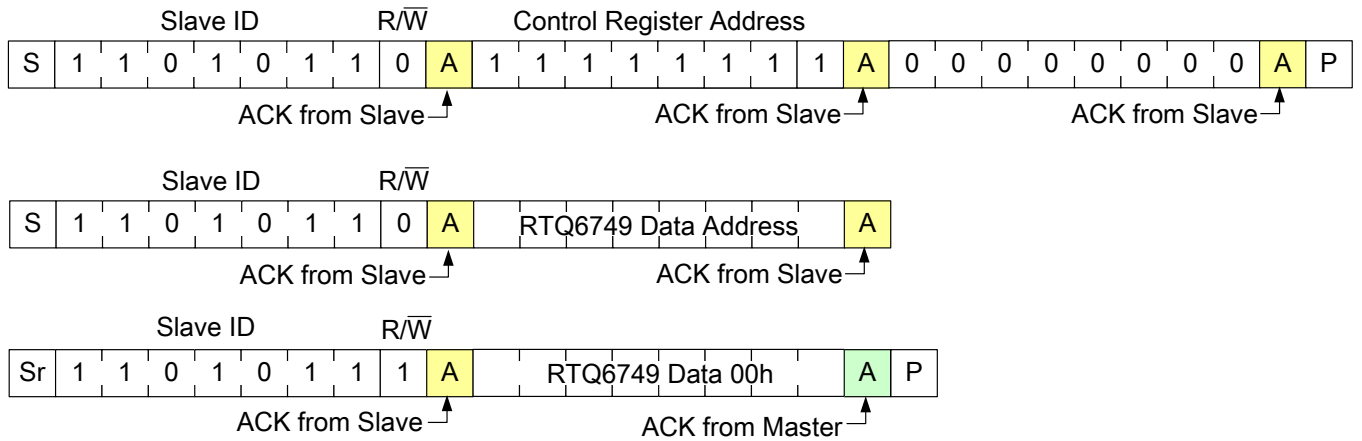 Slave ID R/W̅ Control Register Address
S 1 1 0 1 0 1 1 0 A 1 1 1 1 1 1 1 1 A 0 0 0 0 0 0 0 0 A P
ACK from Slave ACK from Slave ACK from Slave
Slave ID R/W̅
S 1 1 0 1 0 1 1 0 A RTQ6749 Data Address A
ACK from Slave ACK from Slave
Slave ID R/W̅
Sr 1 1 0 1 0 1 1 1 A RTQ6749 Data 00h A P
ACK from Slave ACK from Master